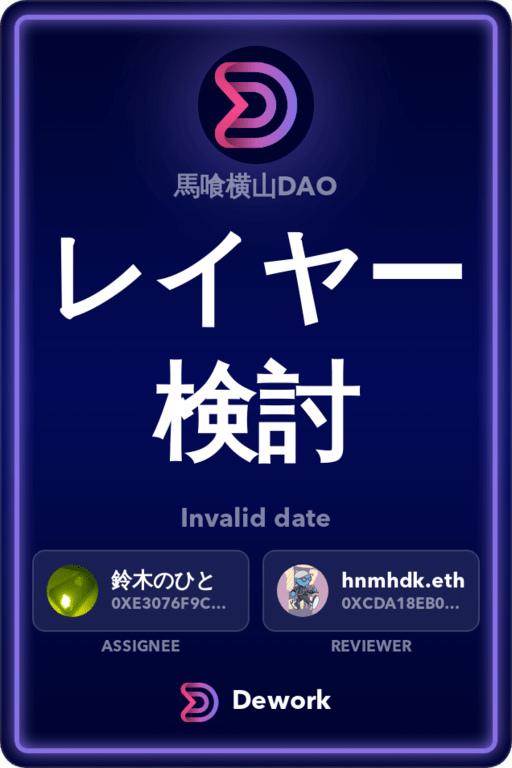 馬喰横山DAO
レイヤー
検討
Invalid date
鈴木のひと
0XE3076F9C...
ASSIGNEE
hnmhdk.eth
0XCDA18EB0...
REVIEWER
Dework